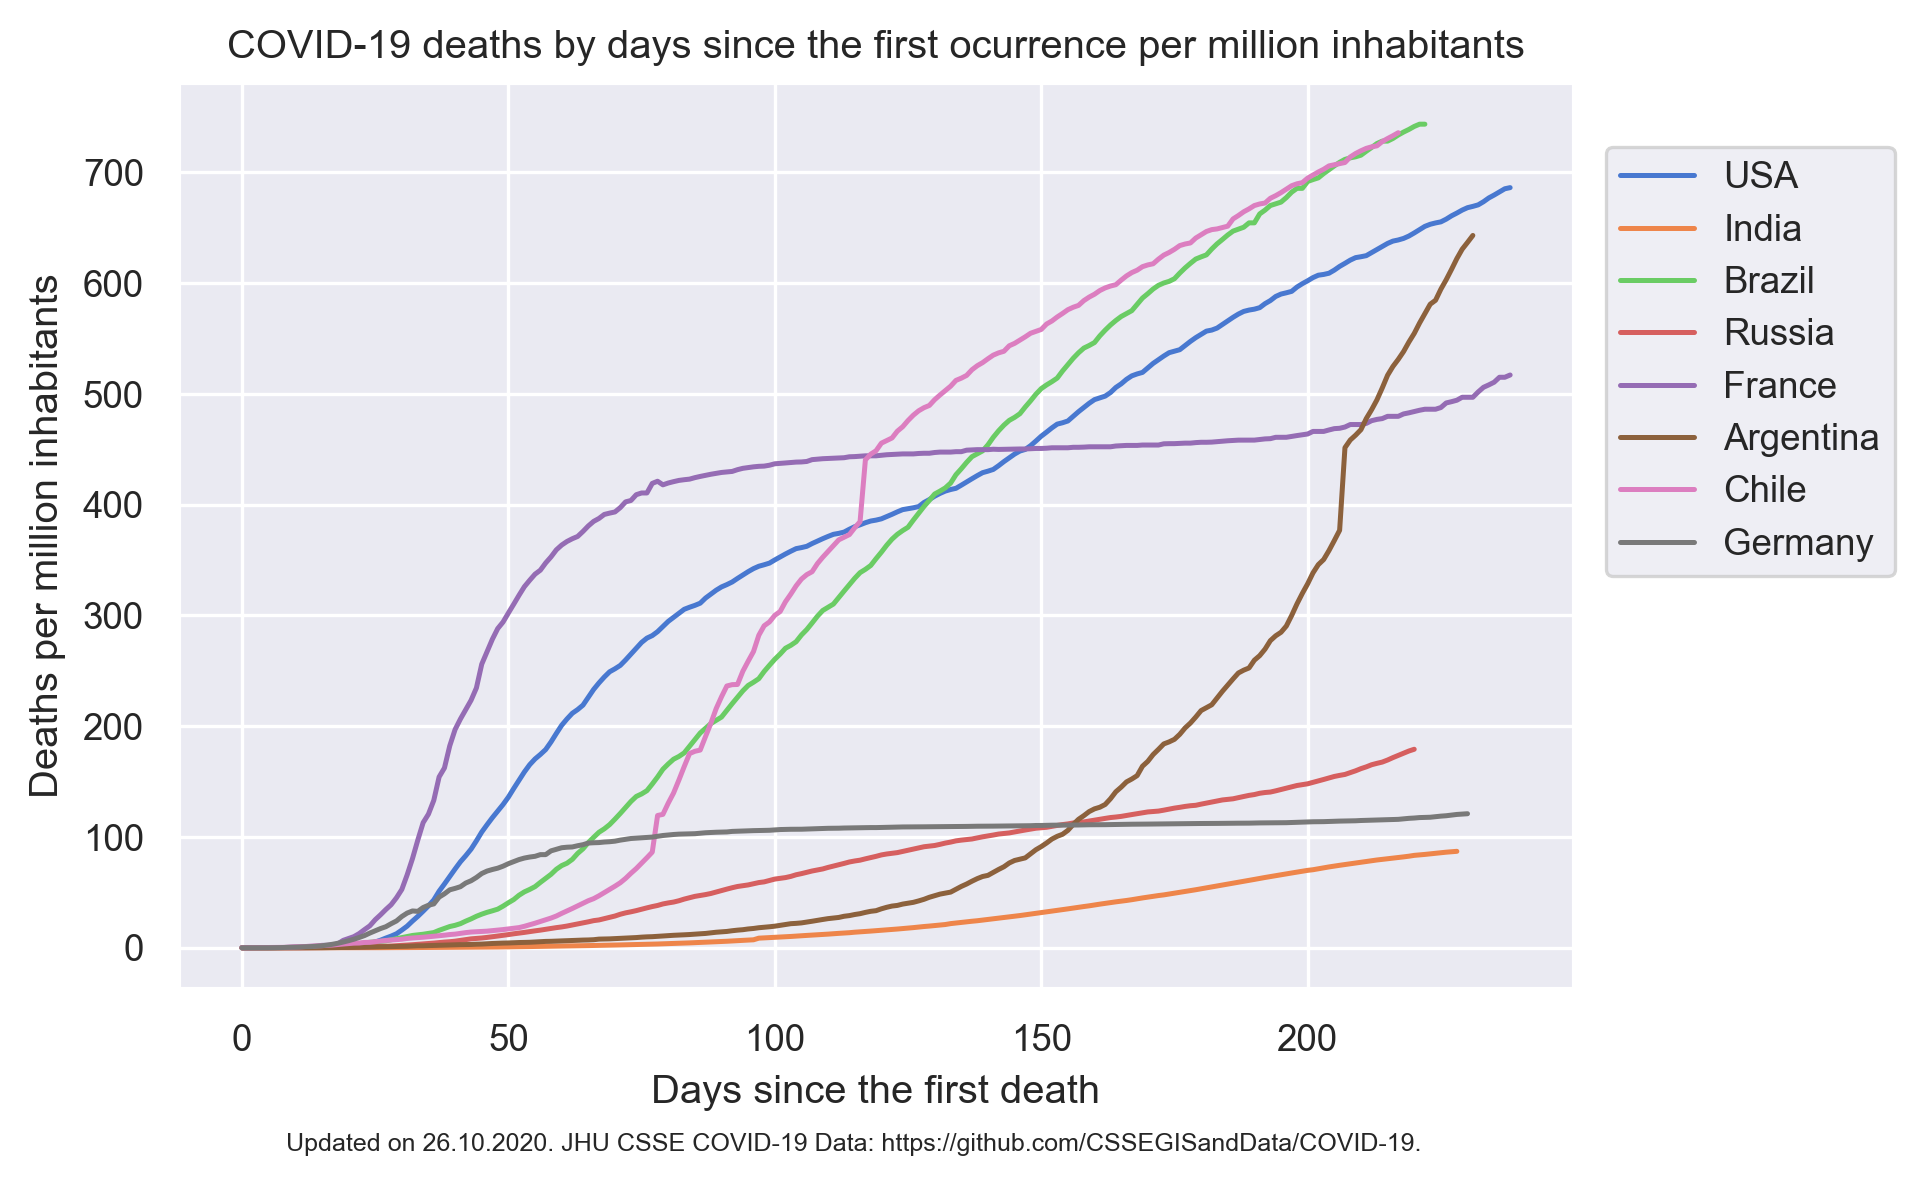 COVID-19 deaths by days since the first ocurrence per million inhabitants
Deaths per million inhabitants
700
600
500
400
300
200
100
0
0 50 100 150 200
Days since the first death
USA
India
Brazil
Russia
France
Argentina
Chile
Germany
Updated on 26.10.2020. JHU CSSE COVID-19 Data: https://github.com/CSSEGISandData/COVID-19.